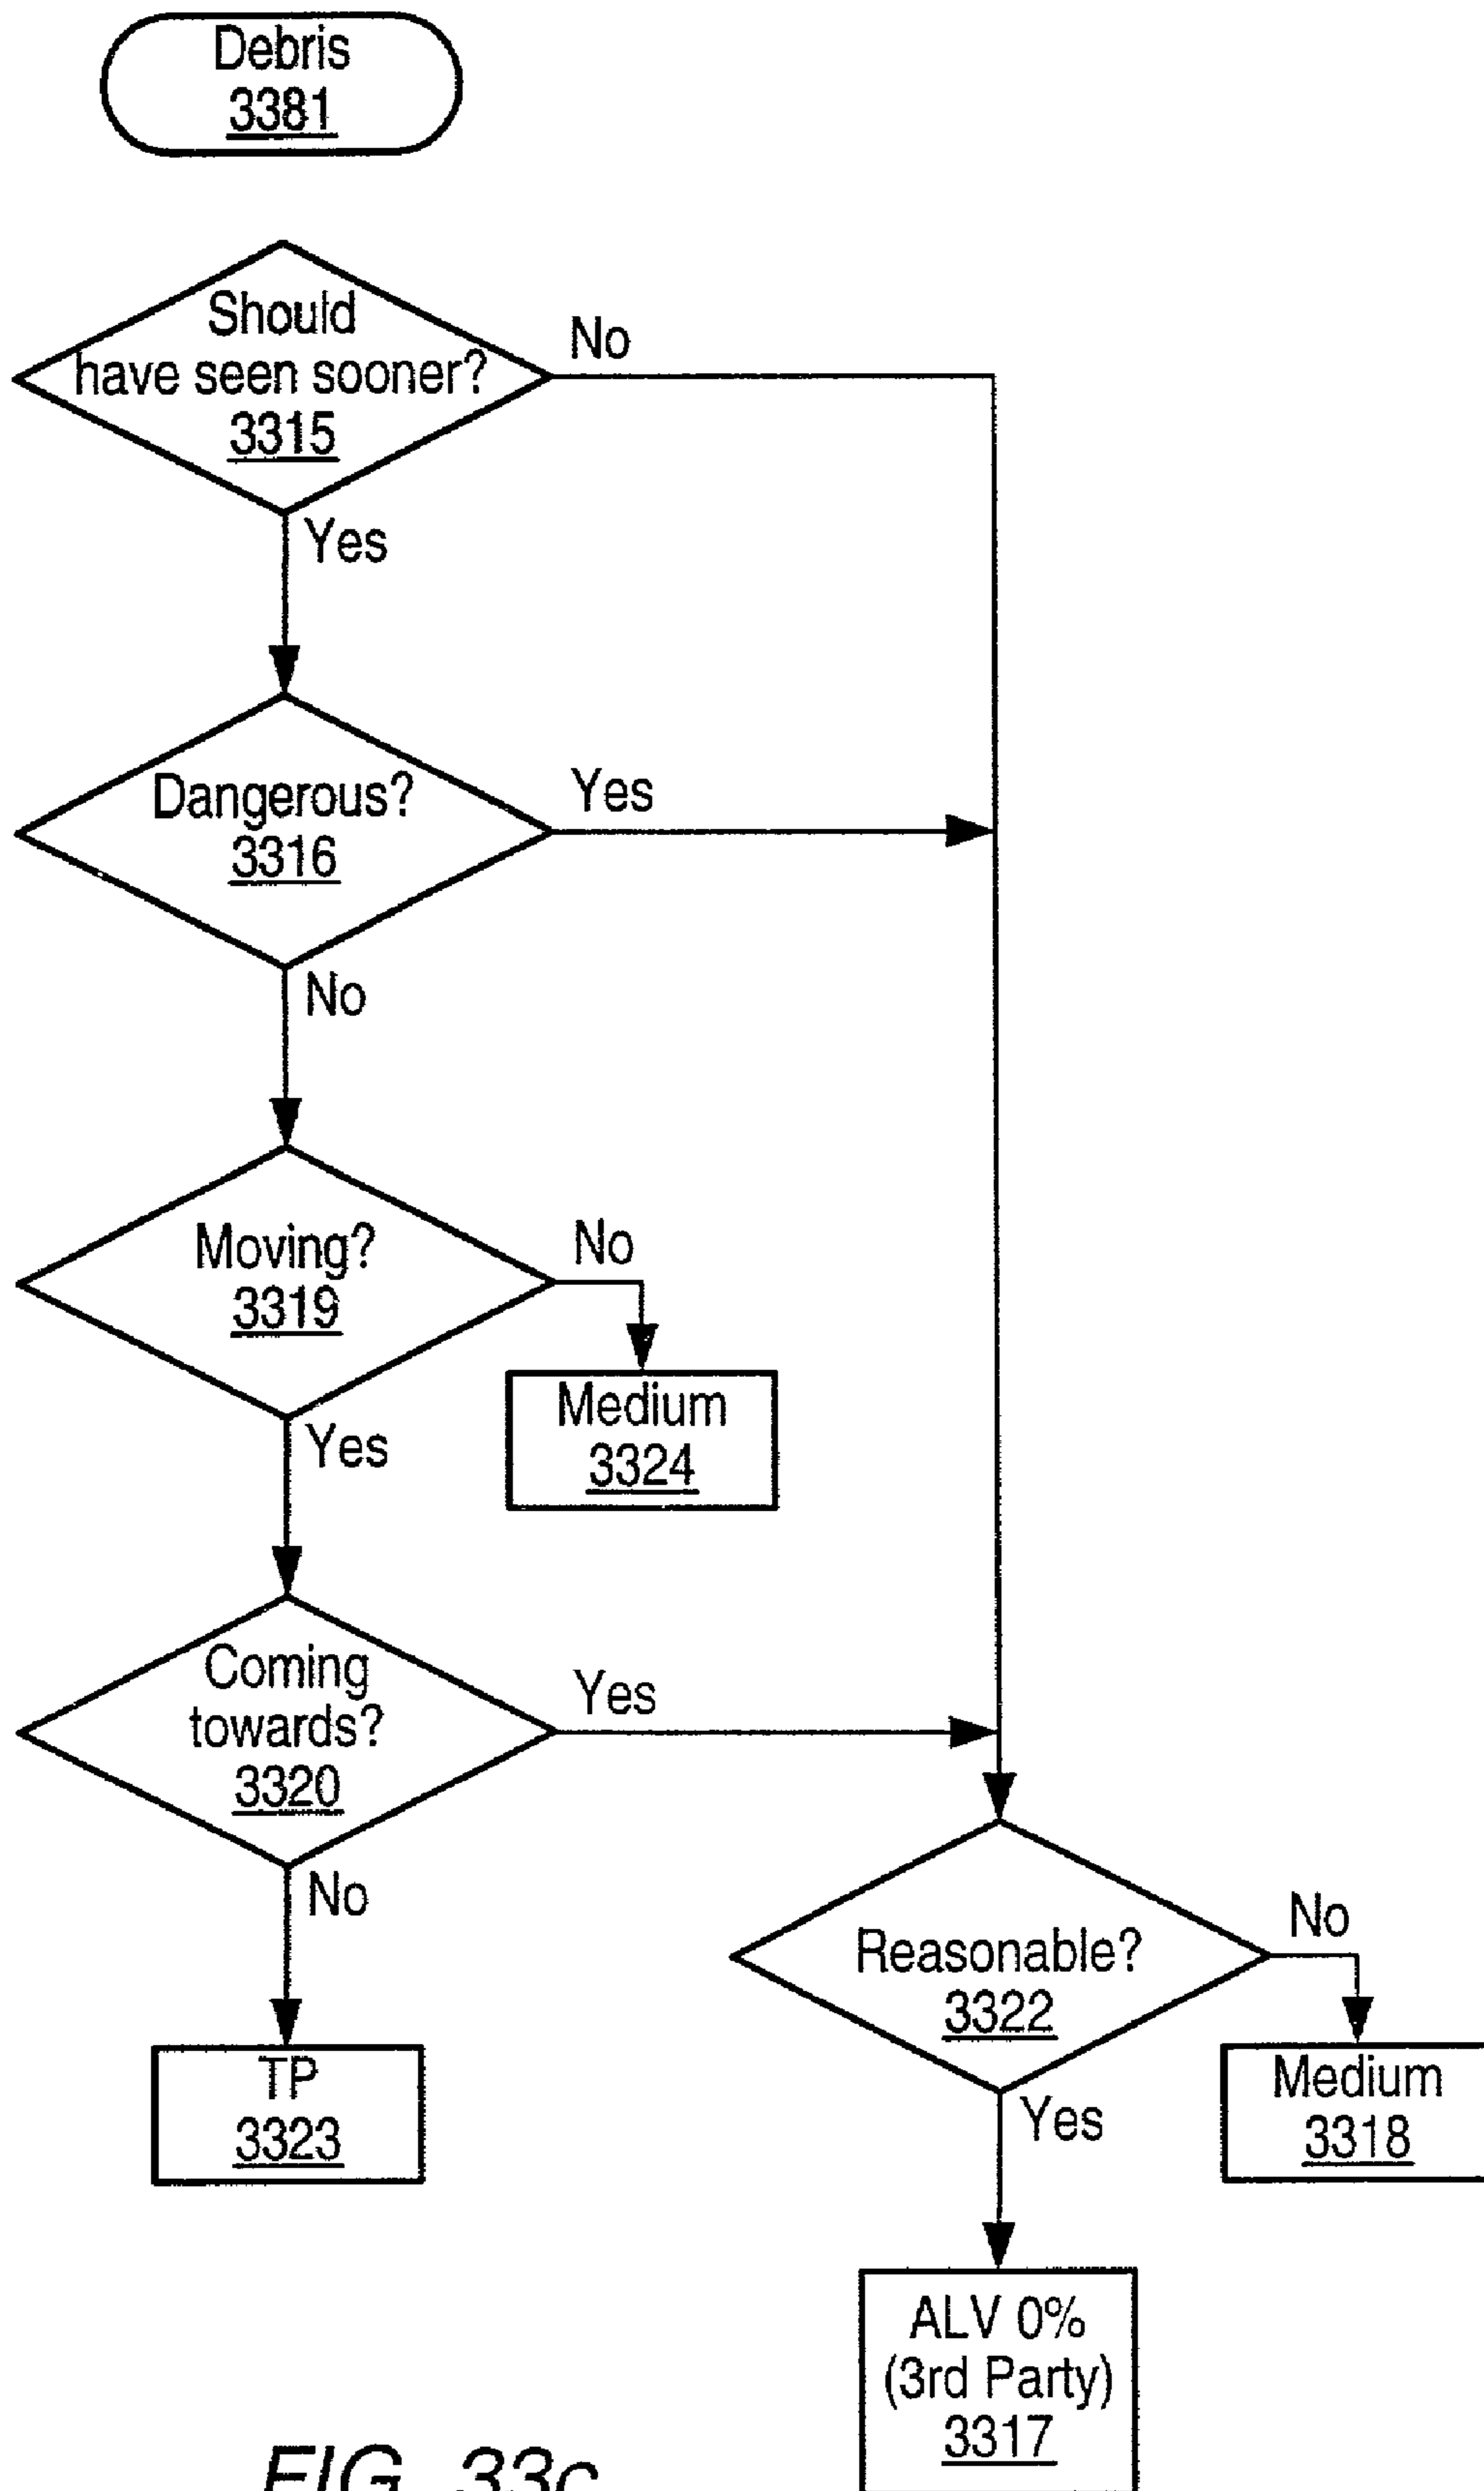 Debris
3381
Should
have seen sooner?
3315
No
Yes
Dangerous?
3316
Yes
No
Moving?
3319
No
Medium
3324
Yes
Coming
towards?
3320
Yes
No
TP
3323
Reasonable?
3322
No
Medium
3318
Yes
ALV 0%
(3rd Party)
3317
FIG. 33c